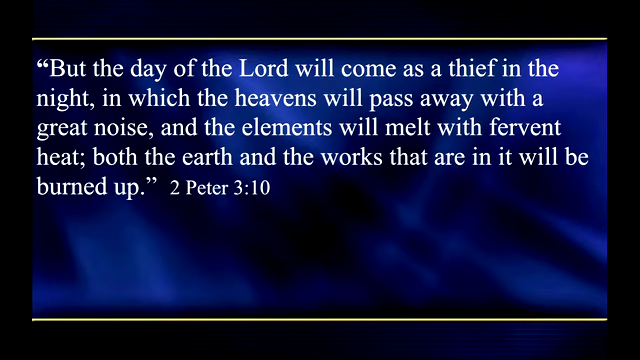 “But the day of the Lord will come as a thief in the
night, in which the heavens will pass away with a
great noise, and the elements will melt with fervent
heat; both the earth and the works that are in it will be
burned up.” 2 Peter 3:10